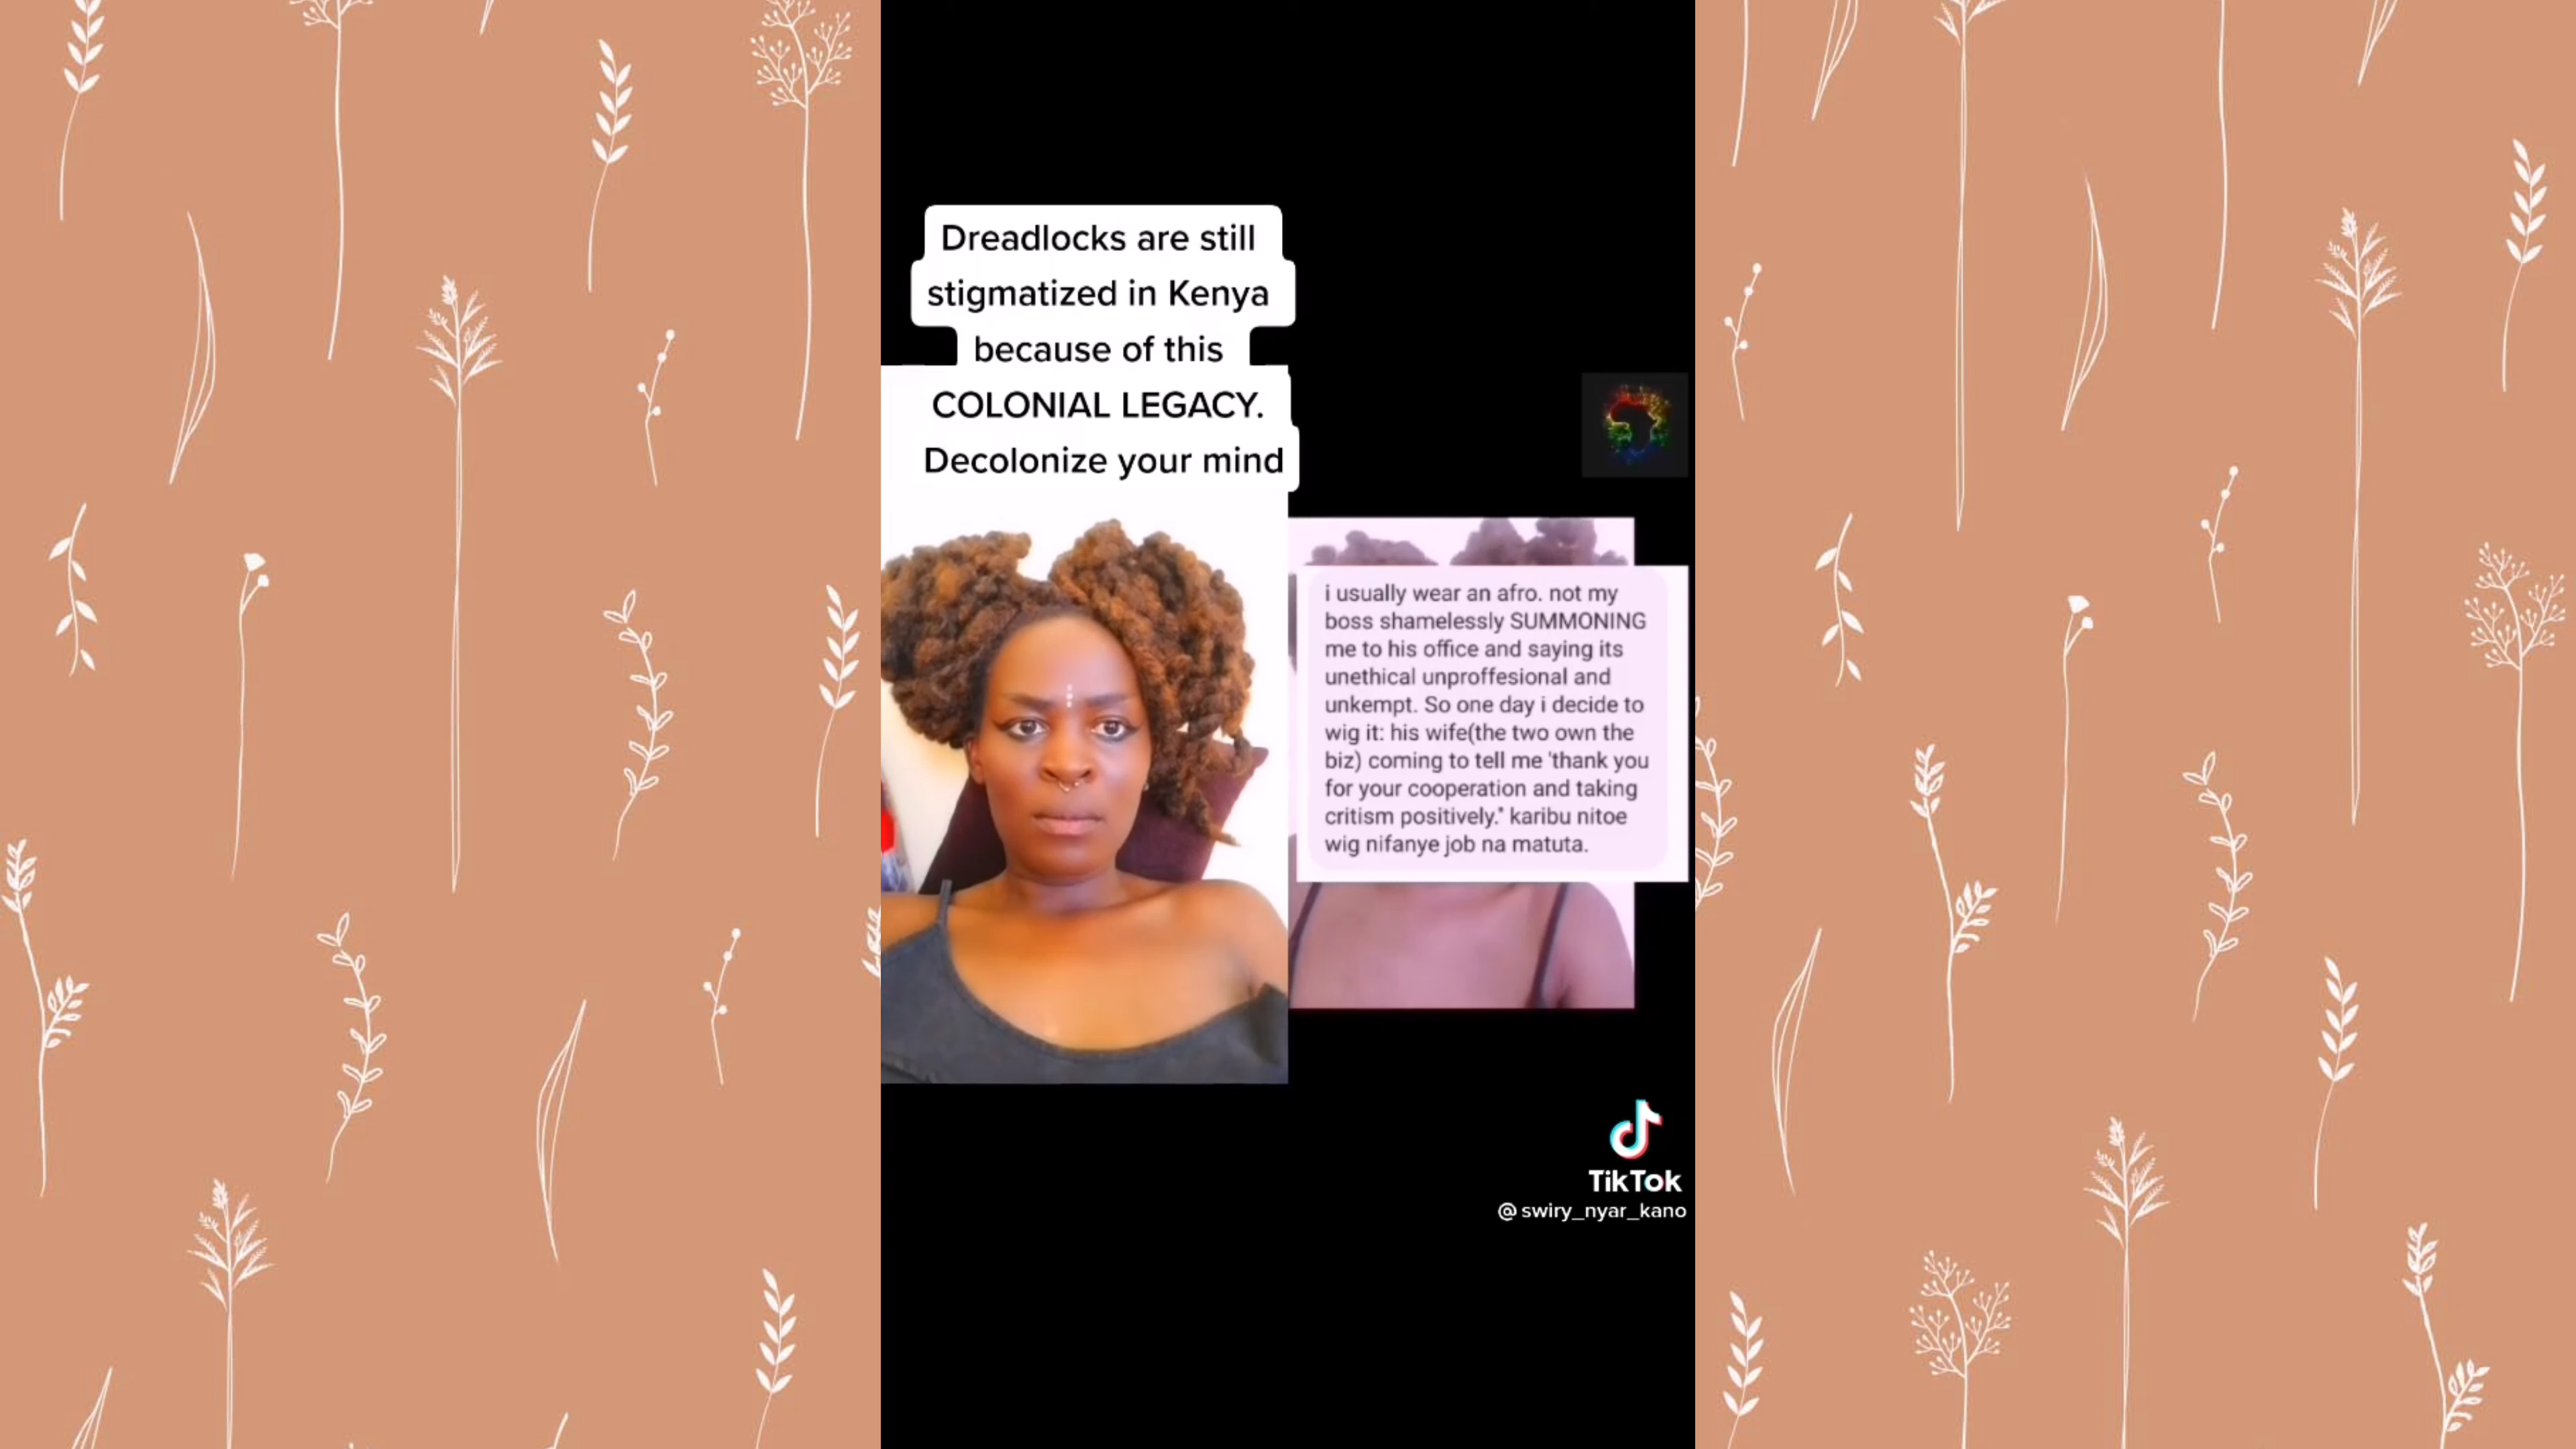 Dreadlocks are still
stigmatized in Kenya
because of this
COLONIAL LEGACY.
Decolonize your mind
i usually wear an afro. not my
boss shamelessly SUMMONING
me to his office and saying its
unethical unproffesional and
unkempt. So one day i decide to
wig it: his wife(the two own the
biz) coming to tell me 'thank you
for your cooperation and taking
critism positively." karibu nitoe
wig nifanye job na matuta.
TikTok
@swiry_nyar_kano